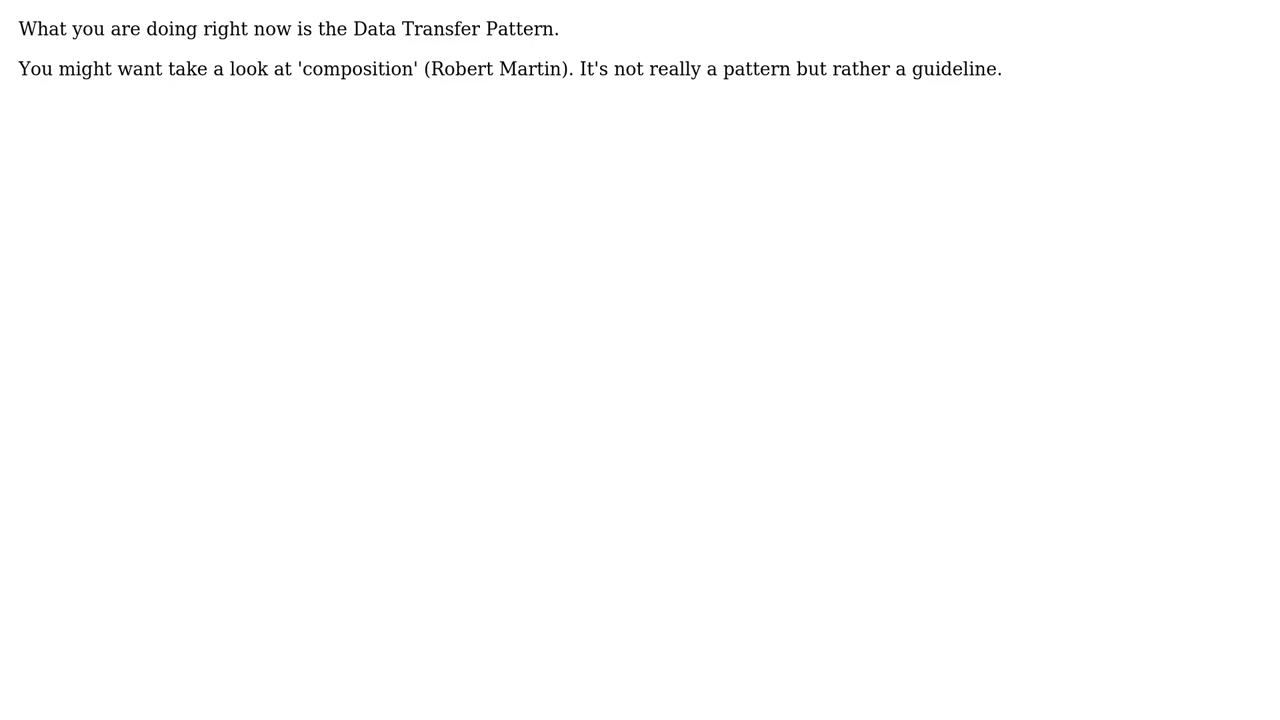 What you are doing right now is the Data Transfer Pattern.
You might want take a look at 'composition' (Robert Martin). It's not really a pattern but rather a guideline.